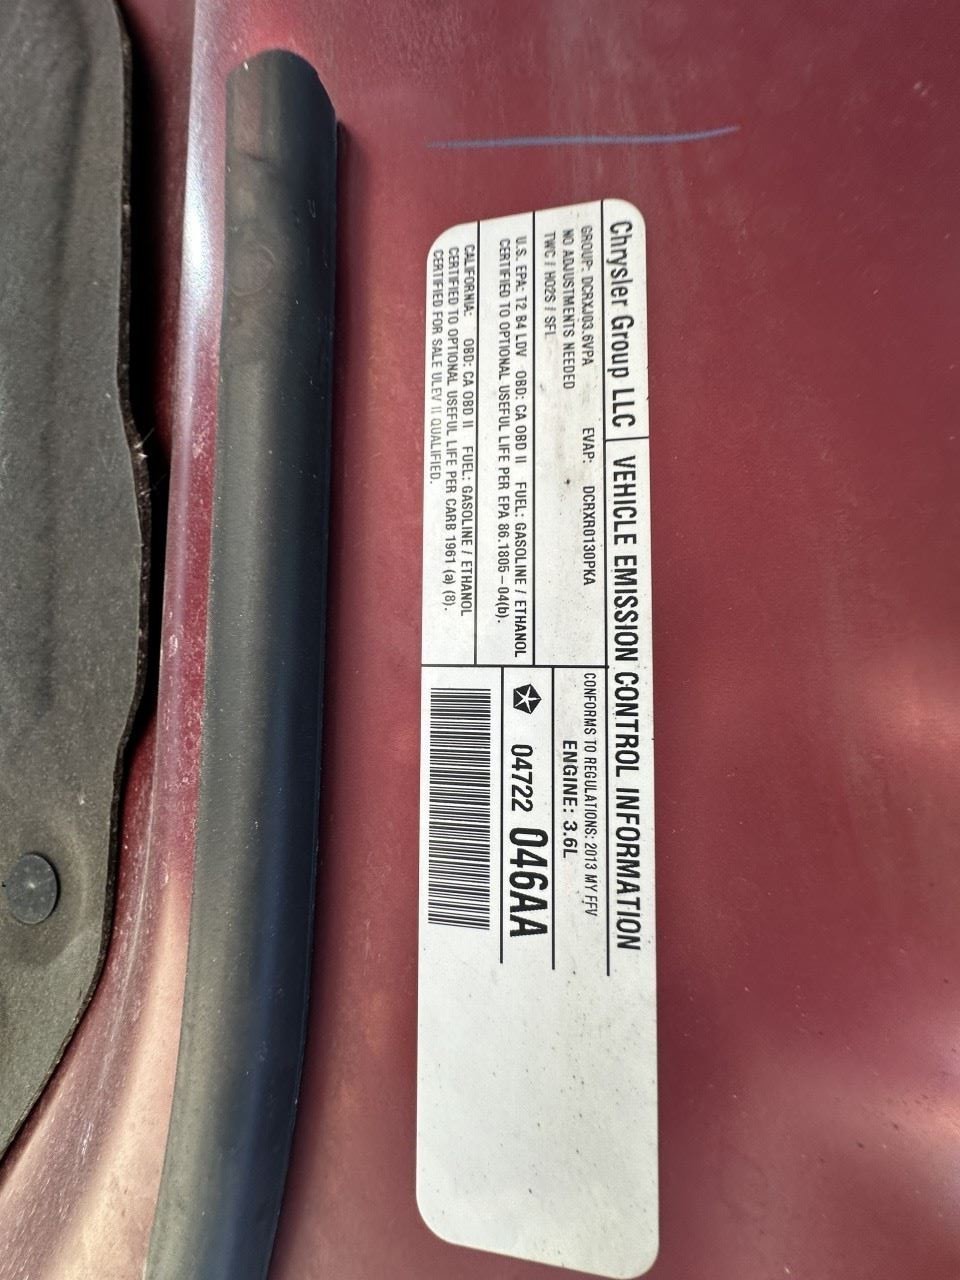 Chrysler Group LLC VEHICLE EMISSION CONTROL INFORMATION
GROUP: DCRXJ03.6VPA EVAP: DCRXR0130PKA
NO ADJUSTMENTS NEEDED
TWC / HO2S / SFI
U.S. EPA: T2 B4 LDV OBD: CA OBD II FUEL: GASOLINE / ETHANOL
CERTIFIED TO OPTIONAL USEFUL LIFE PER EPA 86.1805-04(b).
CALIFORNIA: OBD: CA OBD II FUEL: GASOLINE / ETHANOL
CERTIFIED TO OPTIONAL USEFUL LIFE PER CARB 1961 (a) (8).
CERTIFIED FOR SALE ULEV II QUALIFIED.
CONFORMS TO REGULATIONS: 2013 MY FFV
ENGINE: 3.6L
04722 046AA